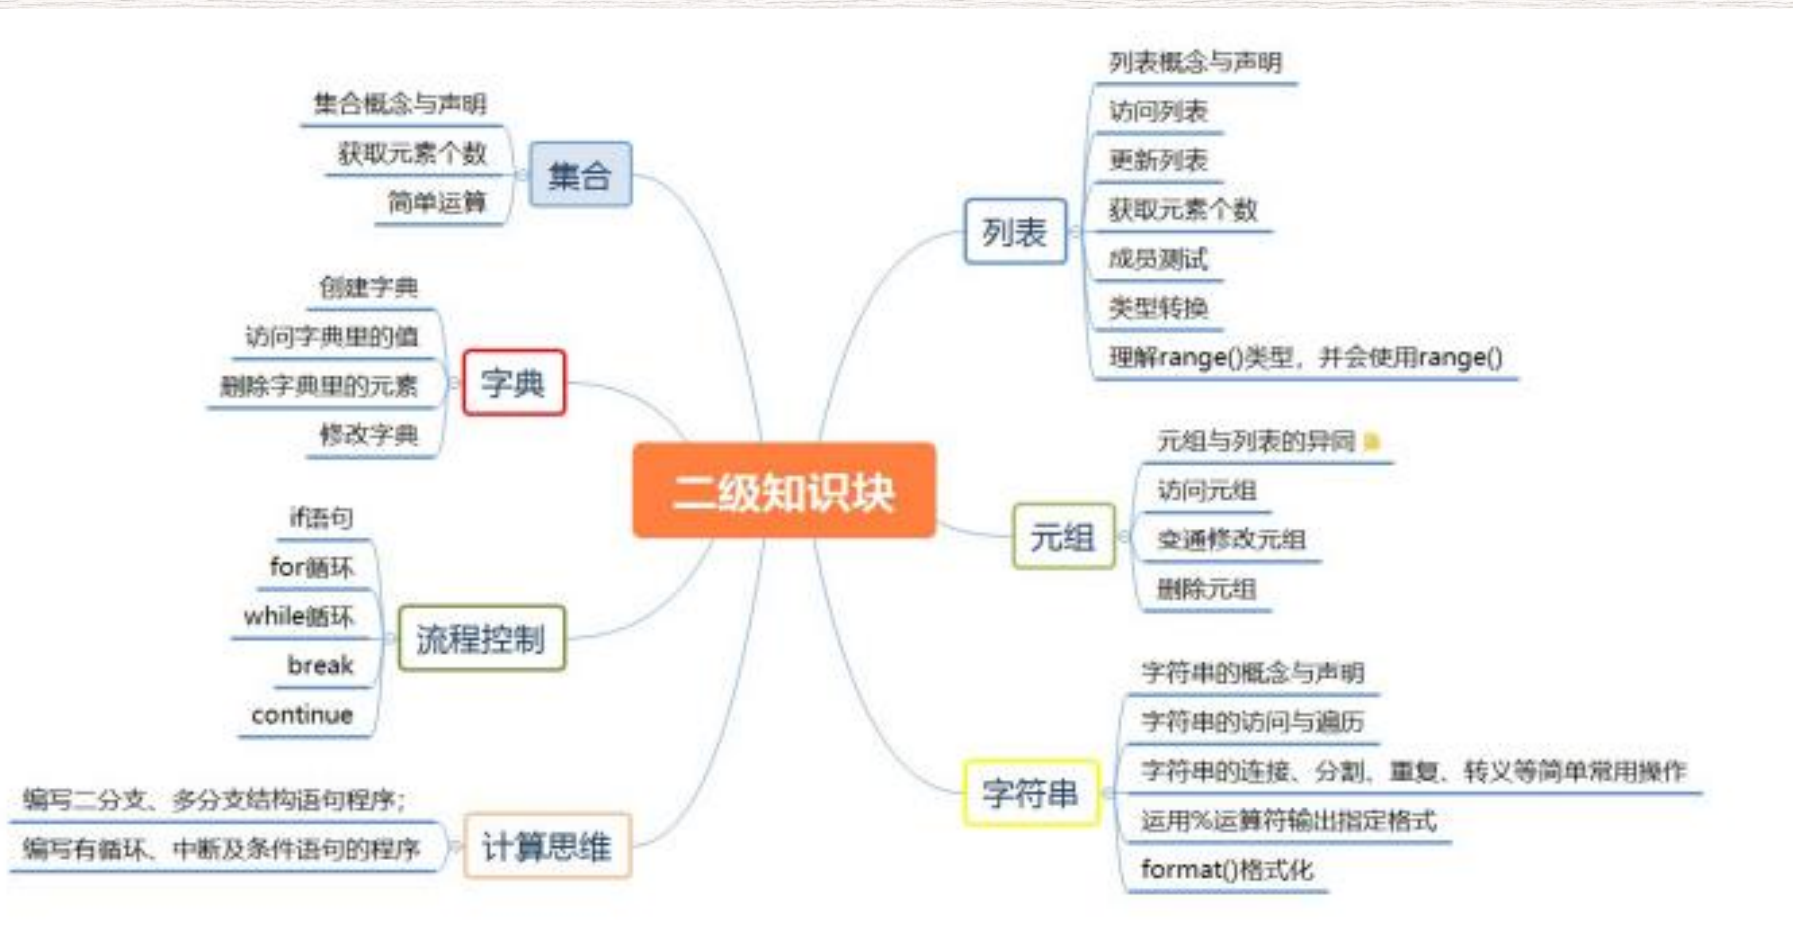 集合概念与声明
获取元素个数
简单运算
集合
创建字典
访问字典里的值
删除字典里的元素
修改字典
字典
if语句
for循环
while循环
break
continue
流程控制
编写二分支、多分支结构语句程序；
编写有循环、中断及条件语句的程序
计算思维
二级知识块
列表
列表概念与声明
访问列表
更新列表
获取元素个数
成员测试
类型转换
理解range()类型，并会使用range()
元组
元组与列表的异同
访问元组
变通修改元组
删除元组
字符串
字符串的概念与声明
字符串的访问与遍历
字符串的连接、分割、重复、转义等简单常用操作
运用%运算符输出指定格式
format()格式化